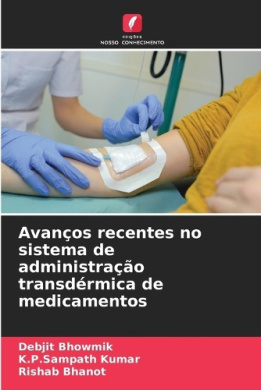 edições
NOSSO CONHECIMENTO
Avanços recentes no
sistema de
administração
transdérmica de
medicamentos
Debjit Bhowmik
K.P.Sampath Kumar
Rishab Bhanot